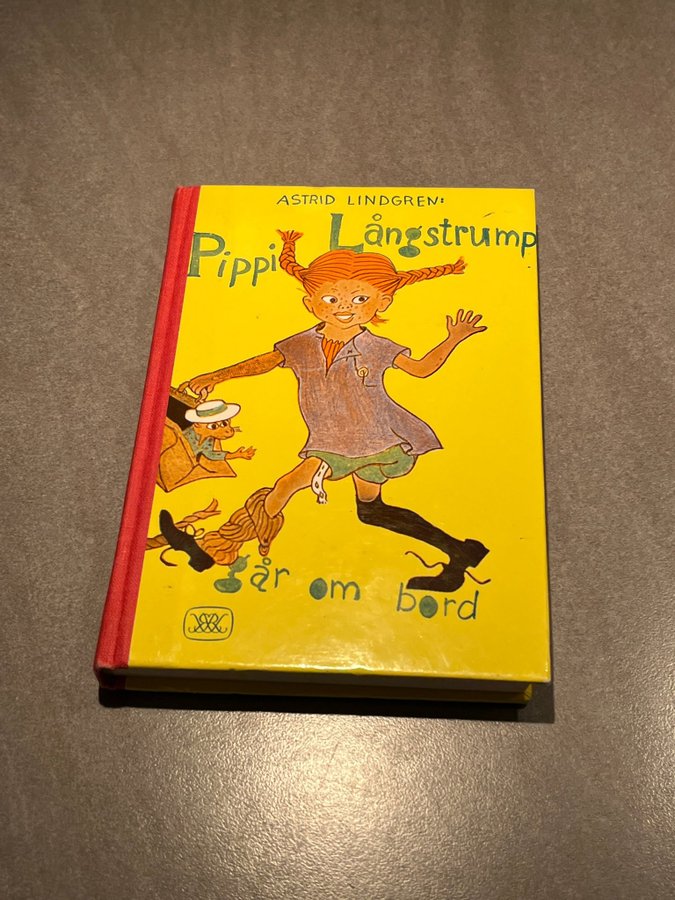 ASTRID LINDGREN:
Pippi Långstrump
går om bord